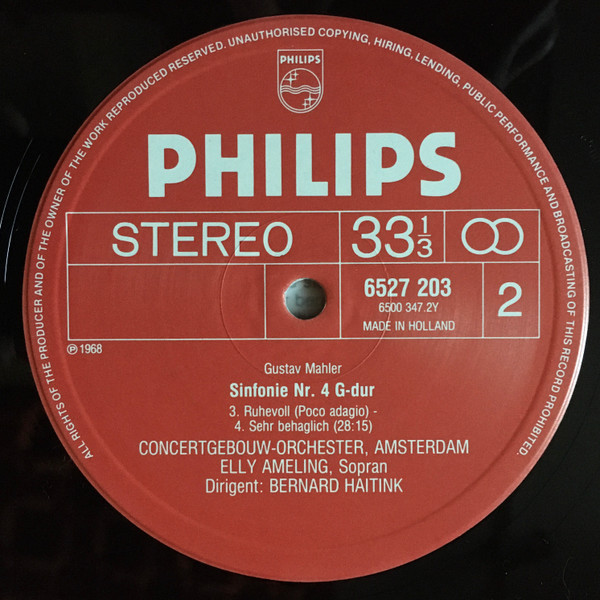 ALL RIGHTS OF THE PRODUCER AND OF THE OWNER OF THE WORK REPRODUCED RESERVED. UNAUTHORISED COPYING, HIRING, LENDING, PUBLIC PERFORMANCE AND BROADCASTING OF THIS RECORD PROHIBITED.
PHILIPS
PHILIPS
STEREO
33 1/3
6527 203
6500 347.2Y
MADE IN HOLLAND
2
℗ 1968
Gustav Mahler
Sinfonie Nr. 4 G-dur
3. Ruhevoll (Poco adagio) -
4. Sehr behaglich (28:15)
CONCERTGEBOUW-ORCHESTER, AMSTERDAM
ELLY AMELING, Sopran
Dirigent: BERNARD HAITINK